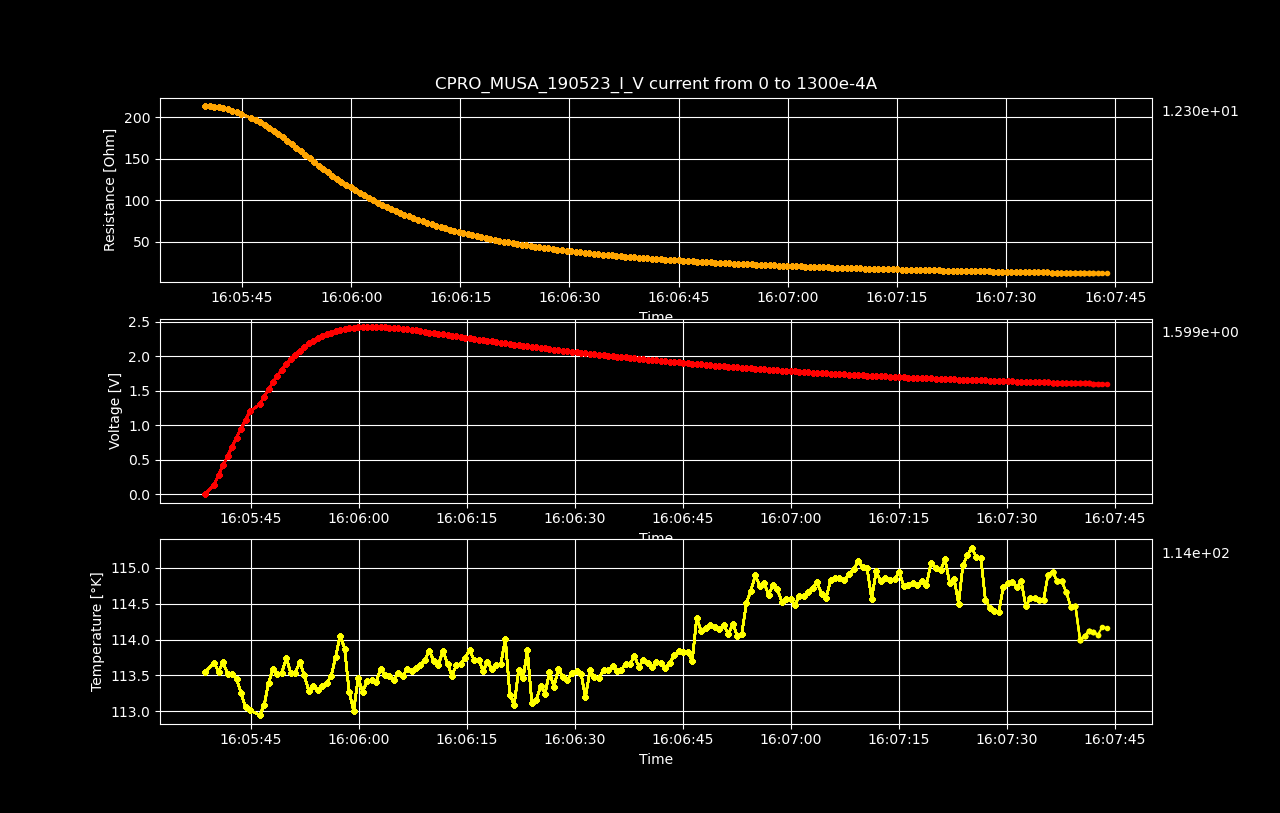 CPRO_MUSA_190523_I_V current from 0 to 1300e-4A
Resistance [Ohm]
200
150
100
50
1.230e+01
16:05:45 16:06:00 16:06:15 16:06:30 16:06:45 16:07:00 16:07:15 16:07:30 16:07:45
Time
Voltage [V]
2.5
2.0
1.5
1.0
0.5
0.0
1.599e+00
16:05:45 16:06:00 16:06:15 16:06:30 16:06:45 16:07:00 16:07:15 16:07:30 16:07:45
Time
Temperature [°K]
115.0
114.5
114.0
113.5
113.0
1.14e+02
16:05:45 16:06:00 16:06:15 16:06:30 16:06:45 16:07:00 16:07:15 16:07:30 16:07:45
Time